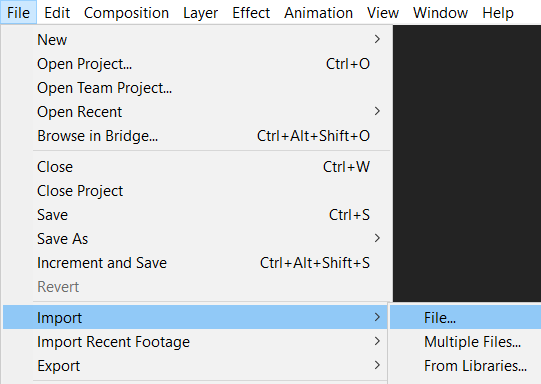 File Edit Composition Layer Effect Animation View Window Help
New
Open Project... Ctrl+O
Open Team Project...
Open Recent
Browse in Bridge... Ctrl+Alt+Shift+O
Close Ctrl+W
Close Project
Save Ctrl+S
Save As
Increment and Save Ctrl+Alt+Shift+S
Revert
Import File...
Import Recent Footage Multiple Files...
Export From Libraries...